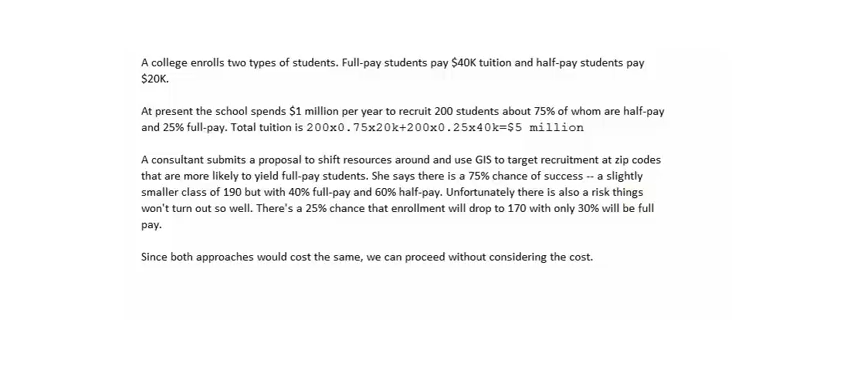 A college enrolls two types of students. Full-pay students pay $40K tuition and half-pay students pay
$20K.
At present the school spends $1 million per year to recruit 200 students about 75% of whom are half-pay
and 25% full-pay. Total tuition is 200x0.75x20k+200x0.25x40k=$5 million
A consultant submits a proposal to shift resources around and use GIS to target recruitment at zip codes
that are more likely to yield full-pay students. She says there is a 75% chance of success -- a slightly
smaller class of 190 but with 40% full-pay and 60% half-pay. Unfortunately there is also a risk things
won't turn out so well. There's a 25% chance that enrollment will drop to 170 with only 30% will be full
pay.
Since both approaches would cost the same, we can proceed without considering the cost.